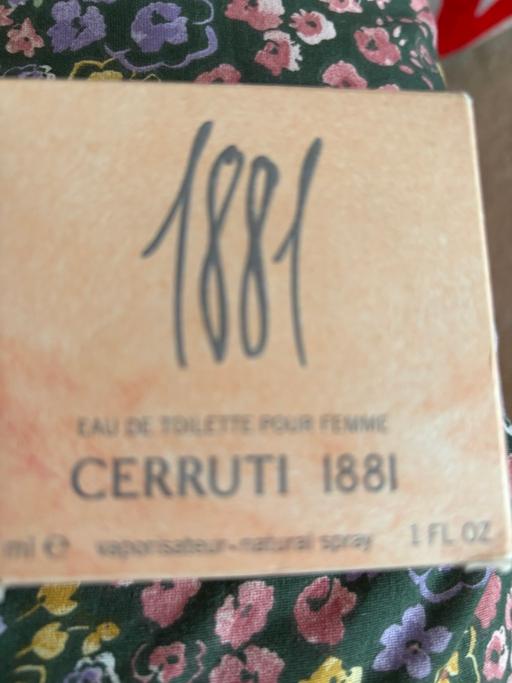 1881
EAU DE TOILETTE POUR FEMME
CERRUTI 1881
ml ℮ vaporisateur-natural spray 1 FL OZ